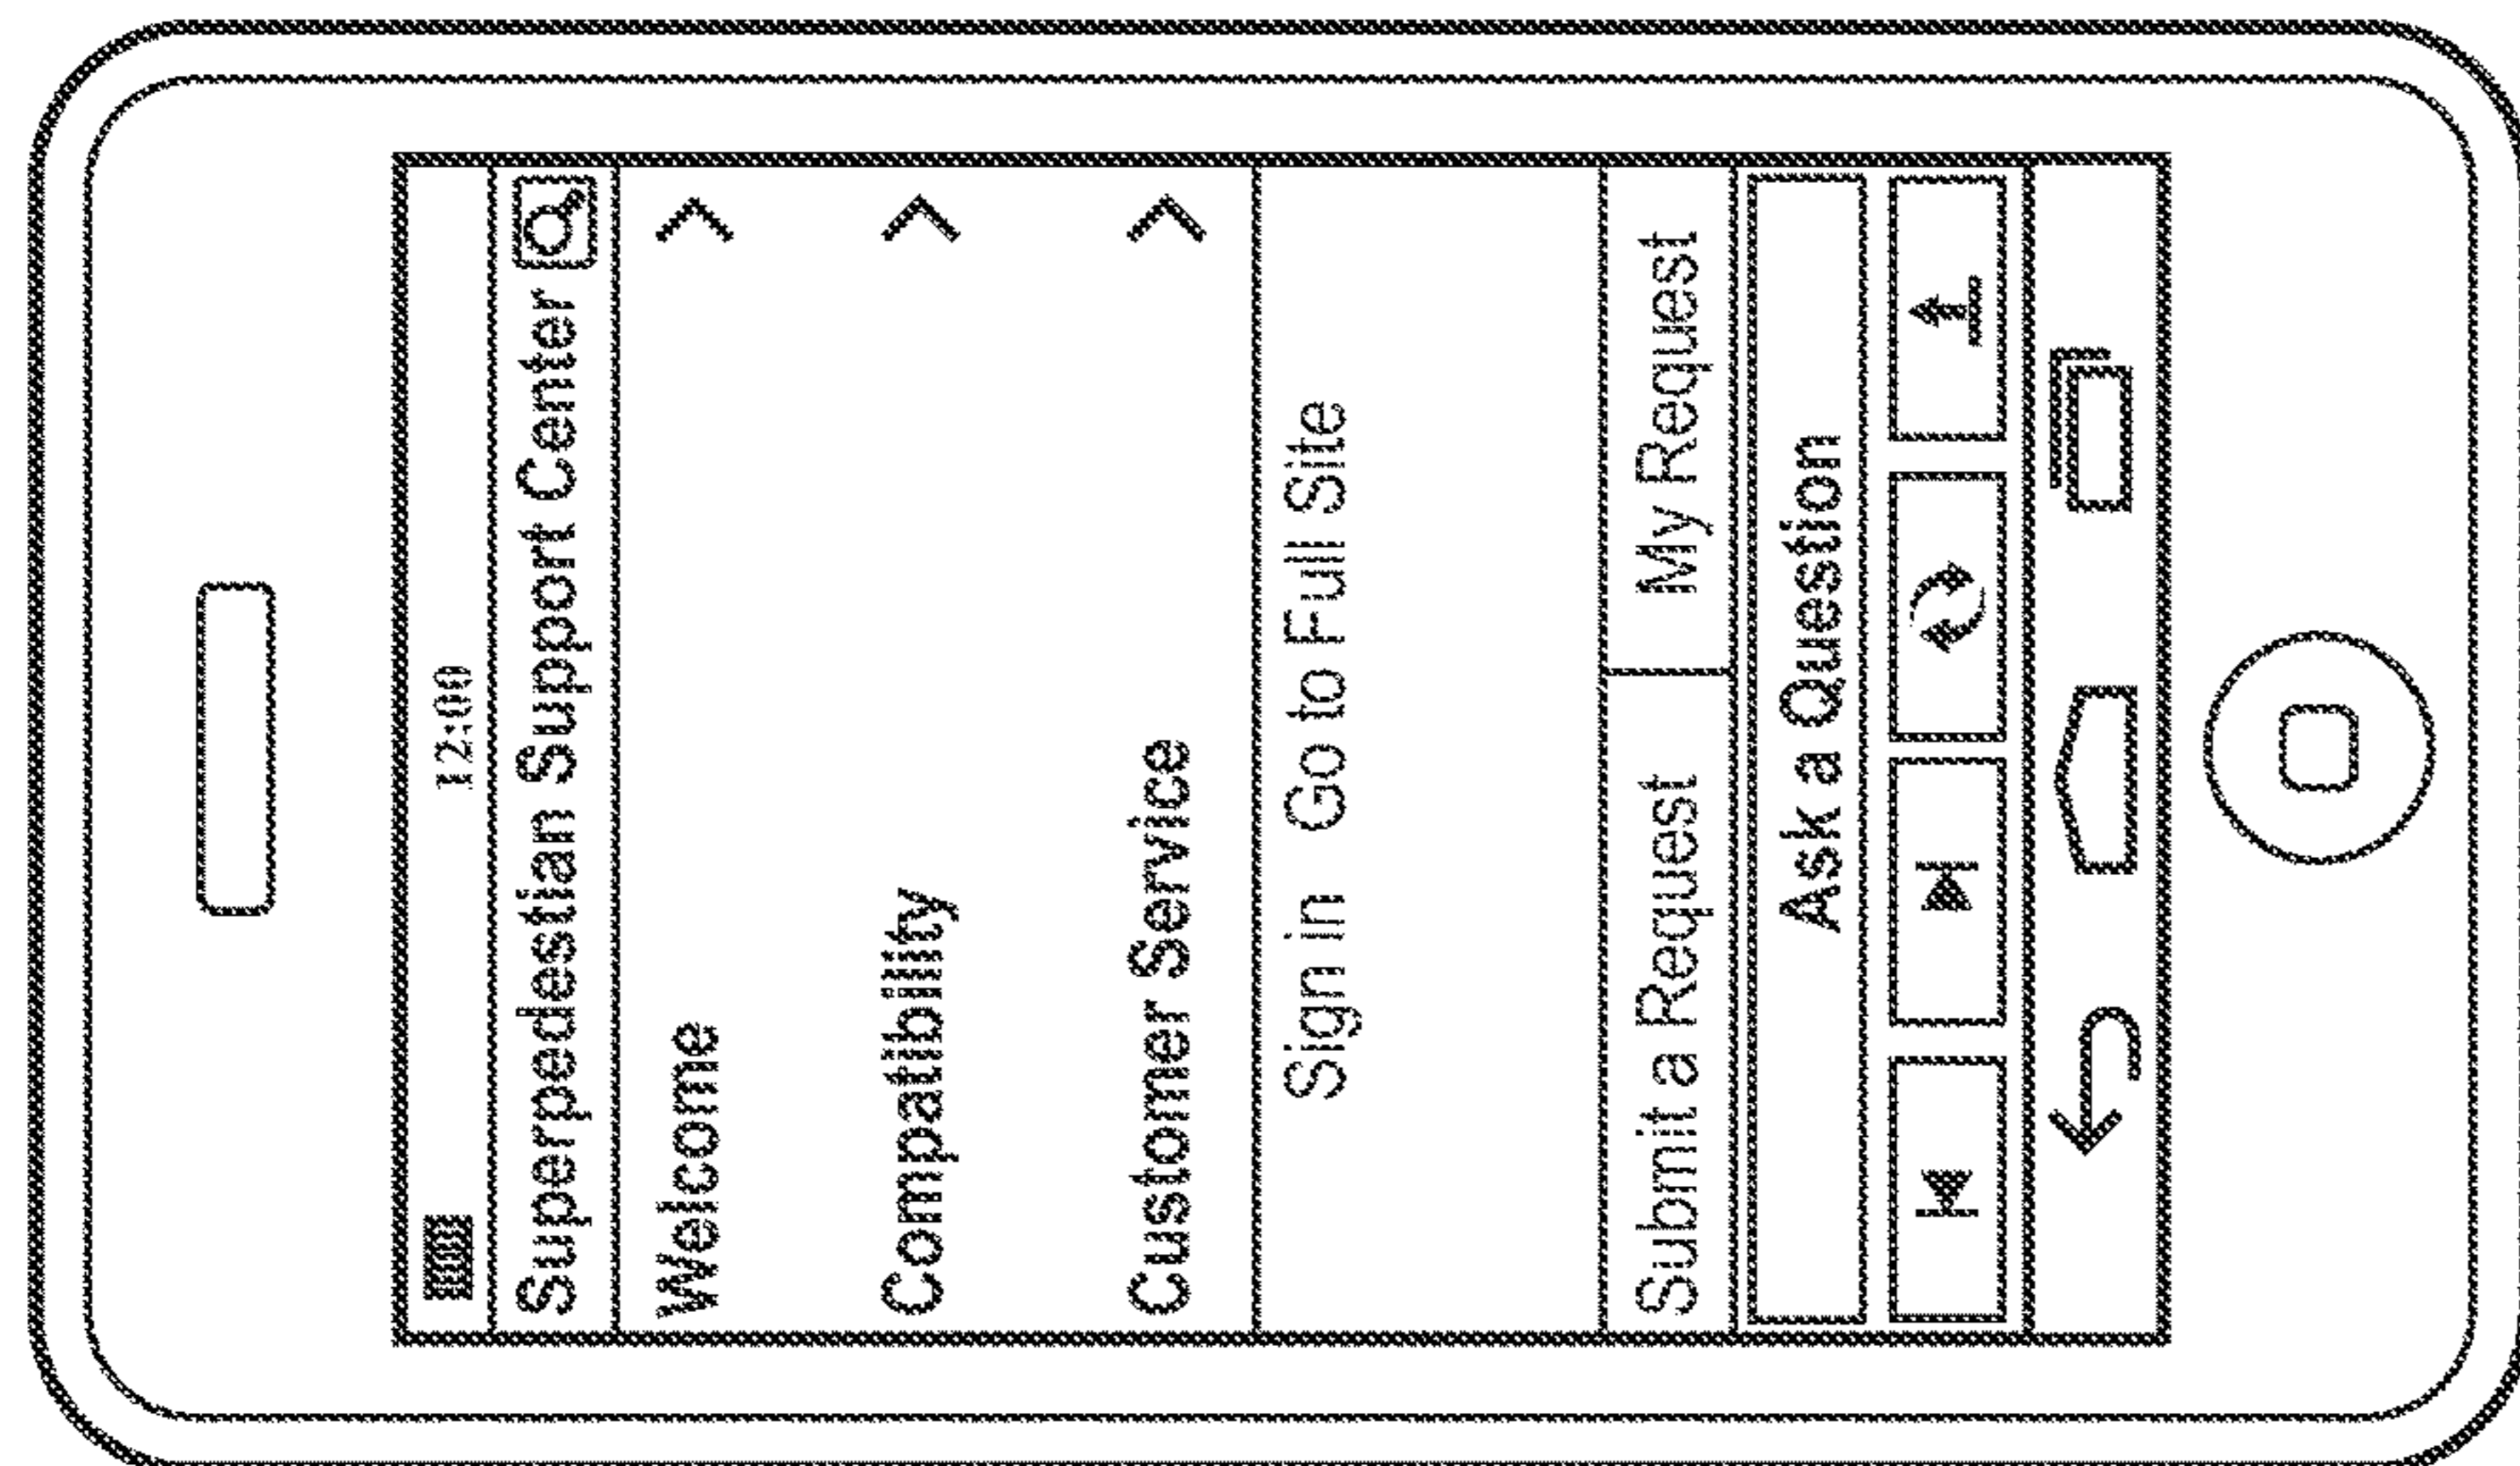 12:00
Superpedestian Support Center
Welcome
Compatibility
Customer Service
Sign in Go to Full Site
Submit a Request My Request
Ask a Question